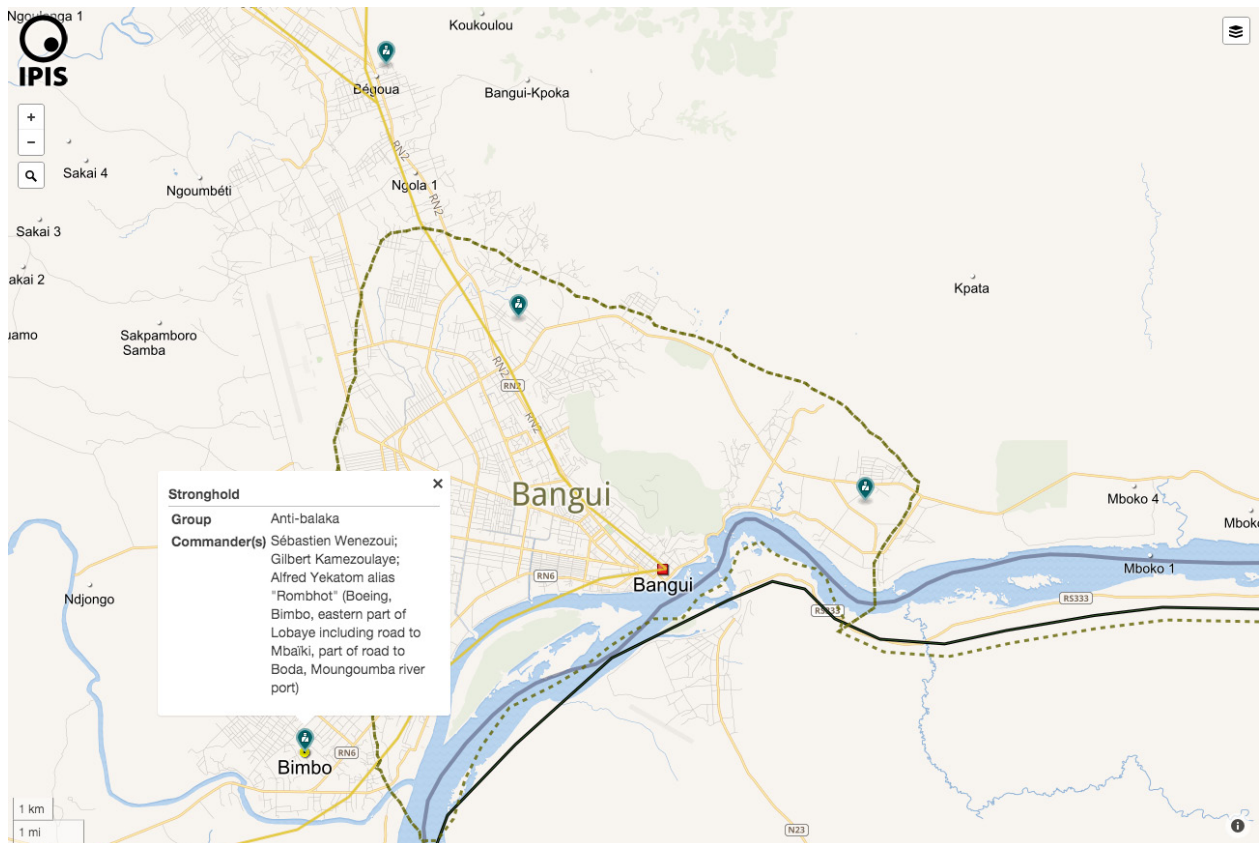 Ngoulonga 1
Koukoulou
IPIS
Bégoua
Bangui-Kpoka
+
−
RN2
Sakai 4
Ngoumbéti
Ngola 1
RN2
Sakai 3
akai 2
Kpata
uamo
Sakpamboro
Samba
RN2
RN2
RN2
Stronghold
Group Anti-balaka
Commander(s) Sébastien Wenezoui;
Gilbert Kamezoulaye;
Alfred Yekatom alias
"Rombhot" (Boeing,
Bimbo, eastern part of
Lobaye including road to
Mbaïki, part of road to
Boda, Moungoumba river
port)
Bangui
Mboko 4
Mboko
Mboko 1
RN6
Bangui
Ndjongo
RS333
RS333
RN6
Bimbo
1 km
1 mi
N23